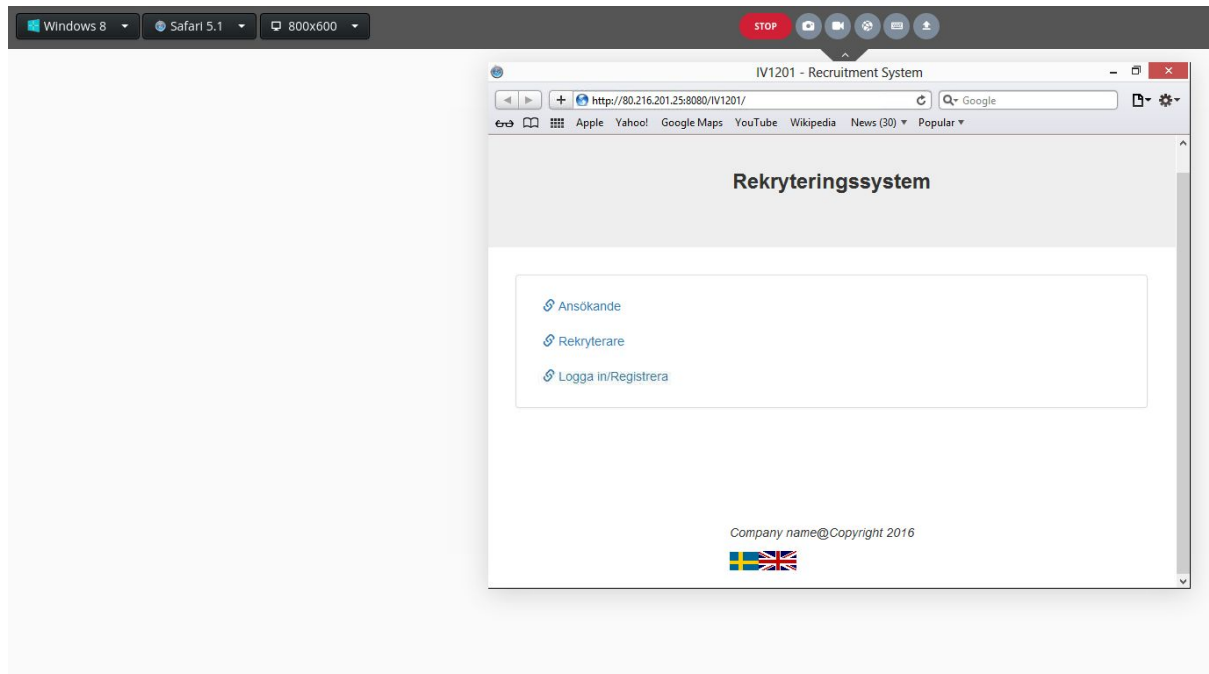 Windows 8 Safari 5.1 800x600 STOP
IV1201 - Recruitment System
http://80.216.201.25:8080/IV1201/ Google
Apple Yahoo! Google Maps YouTube Wikipedia News (30) Popular
Rekryteringssystem
Ansökande
Rekryterare
Logga in/Registrera
Company name@Copyright 2016